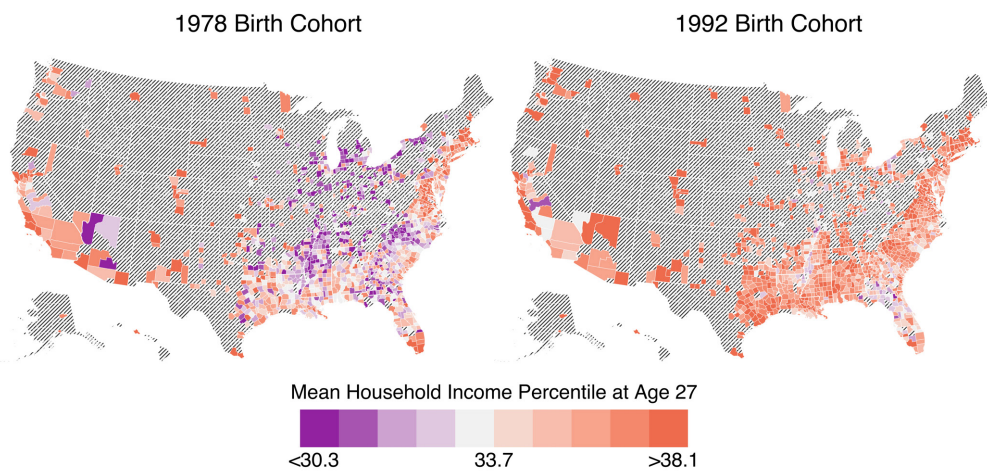 1978 Birth Cohort 1992 Birth Cohort
Mean Household Income Percentile at Age 27
<30.3 33.7 >38.1